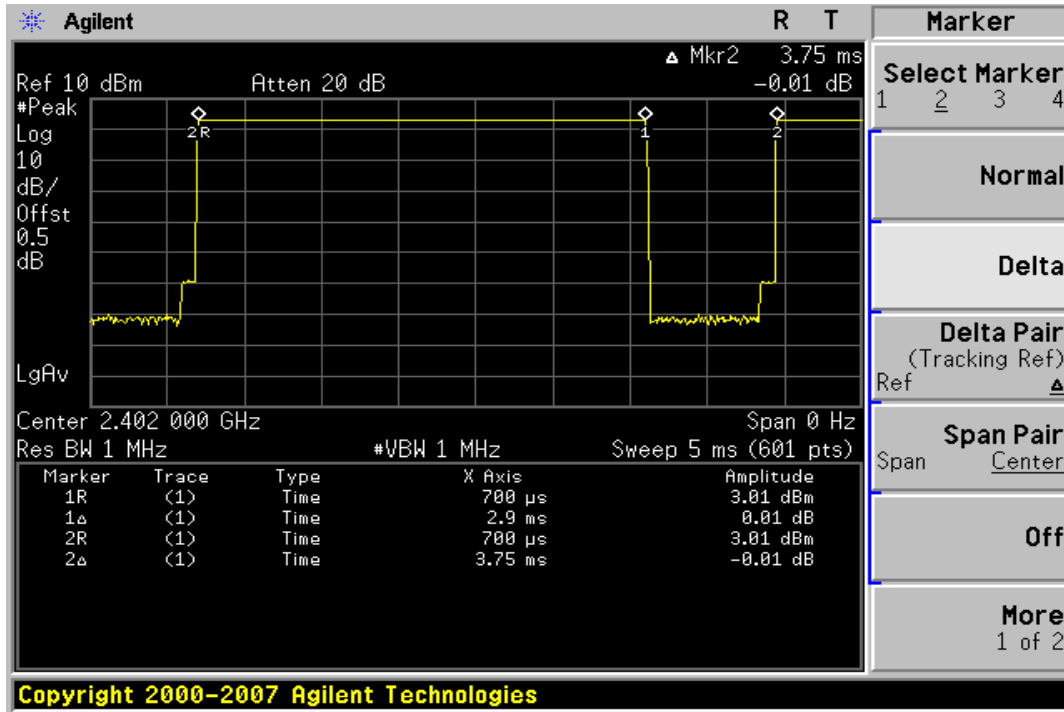 Agilent R T
Δ Mkr2 3.75 ms
Ref 10 dBm Atten 20 dB -0.01 dB
#Peak
Log
10
dB/
Offst
0.5
dB
2R 1 2
LgAv
Center 2.402 000 GHz Span 0 Hz
Res BW 1 MHz #VBW 1 MHz Sweep 5 ms (601 pts)
Marker Trace Type X Axis Amplitude
1R (1) Time 700 µs 3.01 dBm
1Δ (1) Time 2.9 ms 0.01 dB
2R (1) Time 700 µs 3.01 dBm
2Δ (1) Time 3.75 ms -0.01 dB
Copyright 2000-2007 Agilent Technologies
Marker
Select Marker
1 2 3 4
Normal
Delta
Delta Pair
(Tracking Ref)
Ref Δ
Span Pair
Span Center
Off
More
1 of 2